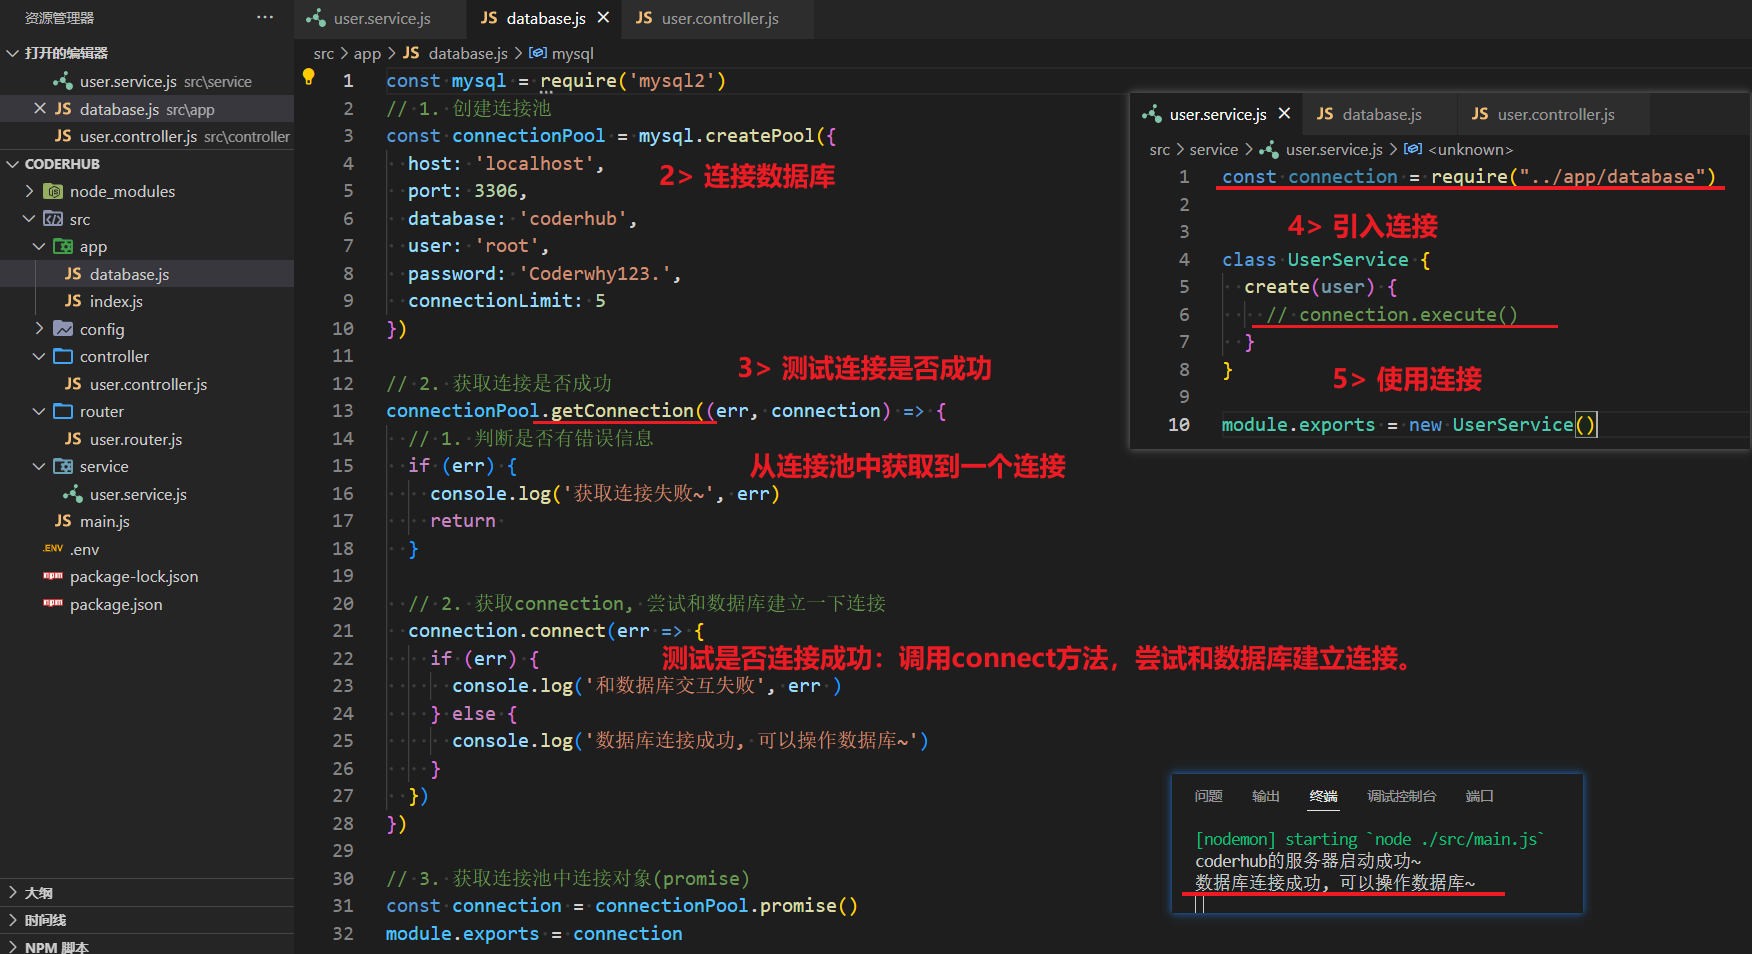 资源管理器 ···
打开的编辑器
user.service.js src\service
database.js src\app
user.controller.js src\controller
CODERHUB
node_modules
src
app
database.js
index.js
config
controller
user.controller.js
router
user.router.js
service
user.service.js
main.js
.env
package-lock.json
package.json
大纲
时间线
NPM 脚本
user.service.js database.js user.controller.js
src > app > JS database.js > mysql
1 const mysql = require('mysql2')
2 // 1. 创建连接池
3 const connectionPool = mysql.createPool({
4 host: 'localhost',
2> 连接数据库
5 port: 3306,
6 database: 'coderhub',
7 user: 'root',
8 password: 'Coderwhy123.',
9 connectionLimit: 5
10 })
11
3> 测试连接是否成功
12 // 2. 获取连接是否成功
13 connectionPool.getConnection((err, connection) => {
14 // 1. 判断是否有错误信息
15 if (err) {
从连接池中获取到一个连接
16 console.log('获取连接失败~', err)
17 return
18 }
19
20 // 2. 获取connection, 尝试和数据库建立一下连接
21 connection.connect(err => {
22 if (err) {
测试是否连接成功：调用connect方法，尝试和数据库建立连接。
23 console.log('和数据库交互失败', err )
24 } else {
25 console.log('数据库连接成功, 可以操作数据库~')
26 }
27 })
28 })
29
30 // 3. 获取连接池中连接对象(promise)
31 const connection = connectionPool.promise()
32 module.exports = connection
user.service.js database.js user.controller.js
src > service > user.service.js > <unknown>
1 const connection = require("../app/database")
2
3
4> 引入连接
4 class UserService {
5 create(user) {
6 // connection.execute()
7 }
8 }
5> 使用连接
9
10 module.exports = new UserService()
问题 输出 终端 调试控制台 端口
[nodemon] starting `node ./src/main.js`
coderhub的服务器启动成功~
数据库连接成功, 可以操作数据库~